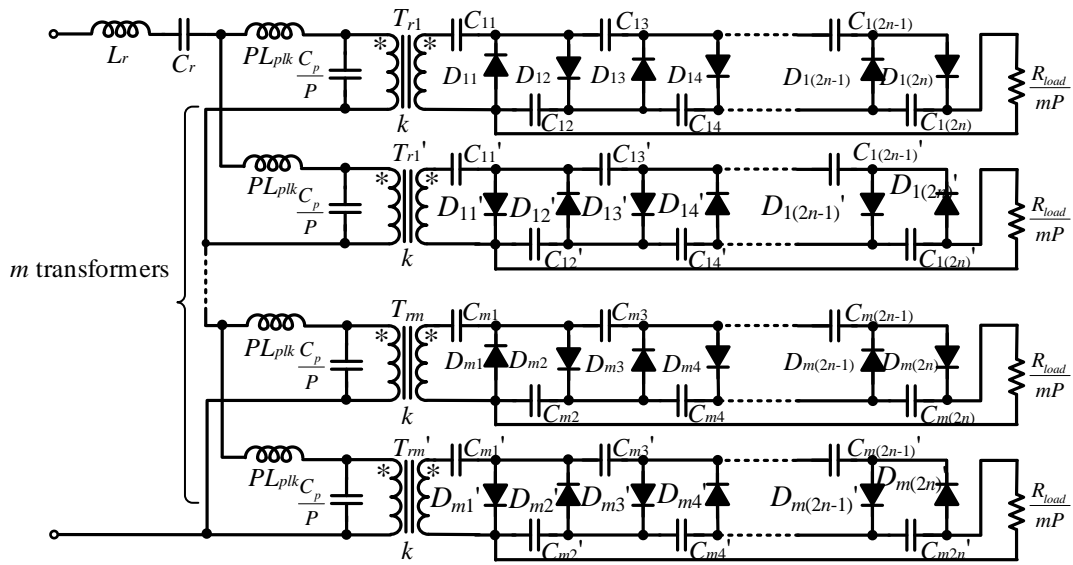 Tr1 C11 C13 C1(2n-1)
Lr Cr PLplk Cp/P * * D11 D12 D13 D14 D1(2n-1) D1(2n) Rload/mP
k C12 C14 C1(2n)
Tr1' C11' C13' C1(2n-1)'
PLplk Cp/P * * D11' D12' D13' D14' D1(2n-1)' D1(2n)' Rload/mP
k C12' C14' C1(2n)'
m transformers
Trm Cm1 Cm3 Cm(2n-1)
PLplk Cp/P * * Dm1 Dm2 Dm3 Dm4 Dm(2n-1) Dm(2n) Rload/mP
k Cm2 Cm4 Cm(2n)
Trm' Cm1' Cm3' Cm(2n-1)'
PLplk Cp/P * * Dm1' Dm2' Dm3' Dm4' Dm(2n-1)' Dm(2n)' Rload/mP
k Cm2' Cm4' Cm2n'